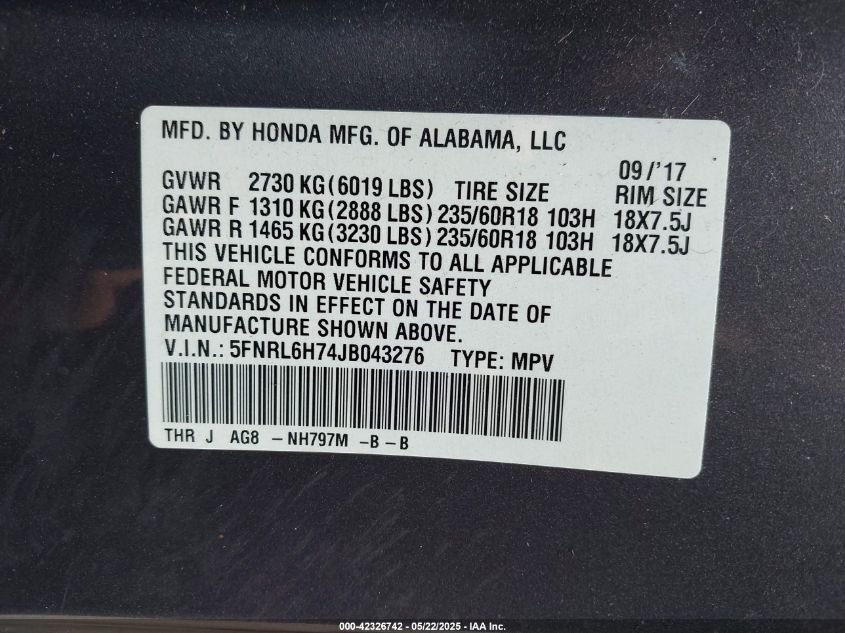 MFD. BY HONDA MFG. OF ALABAMA, LLC
09/'17
GVWR 2730 KG(6019 LBS) TIRE SIZE RIM SIZE
GAWR F 1310 KG(2888 LBS) 235/60R18 103H 18X7.5J
GAWR R 1465 KG(3230 LBS) 235/60R18 103H 18X7.5J
THIS VEHICLE CONFORMS TO ALL APPLICABLE
FEDERAL MOTOR VEHICLE SAFETY
STANDARDS IN EFFECT ON THE DATE OF
MANUFACTURE SHOWN ABOVE.
V.I.N.: 5FNRL6H74JB043276 TYPE: MPV
THR J AG8 -NH797M -B-B
000-42326742 - 05/22/2025 - IAA Inc.